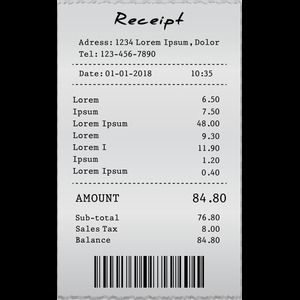 Receipt
Adress: 1234 Lorem Ipsum, Dolor
Tel: 123-456-7890
Date: 01-01-2018 10:35
Lorem 6.50
Ipsum 7.50
Lorem Ipsum 48.00
Lorem 9.30
Lorem I 11.90
Ipsum 1.20
Lorem Ipsum 0.40
AMOUNT 84.80
Sub-total 76.80
Sales Tax 8.00
Balance 84.80